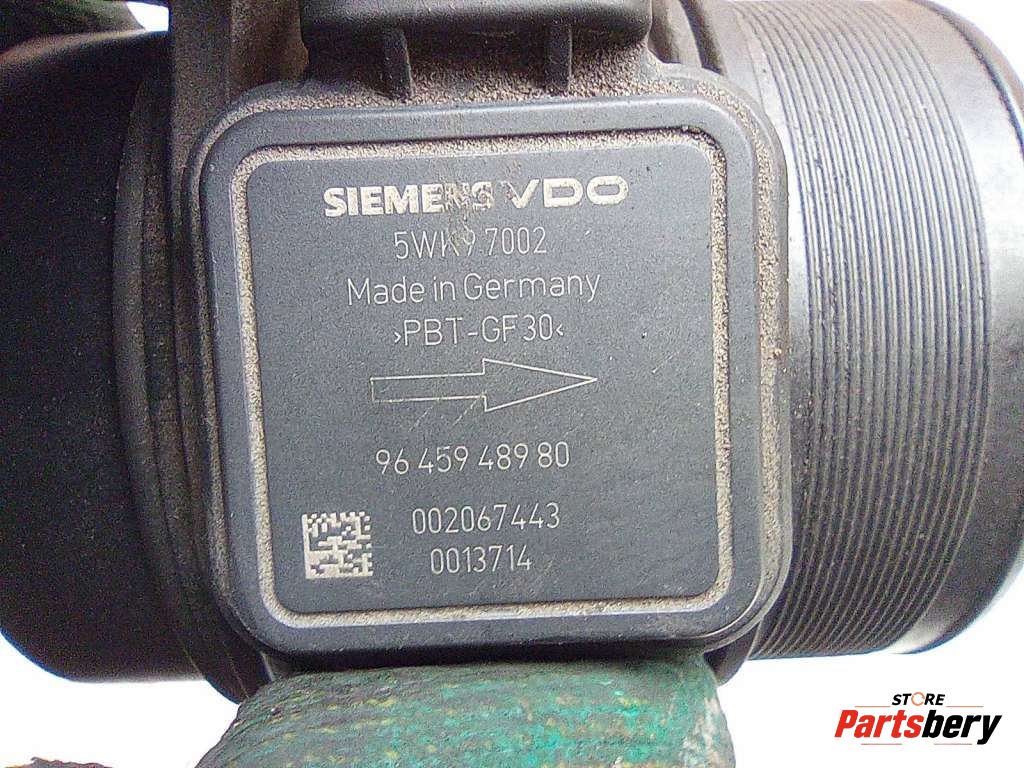 SIEMENS VDO
5WK9 7002
Made in Germany
>PBT-GF30<
96 459 489 80
002067443
0013714
STORE
Partsbery